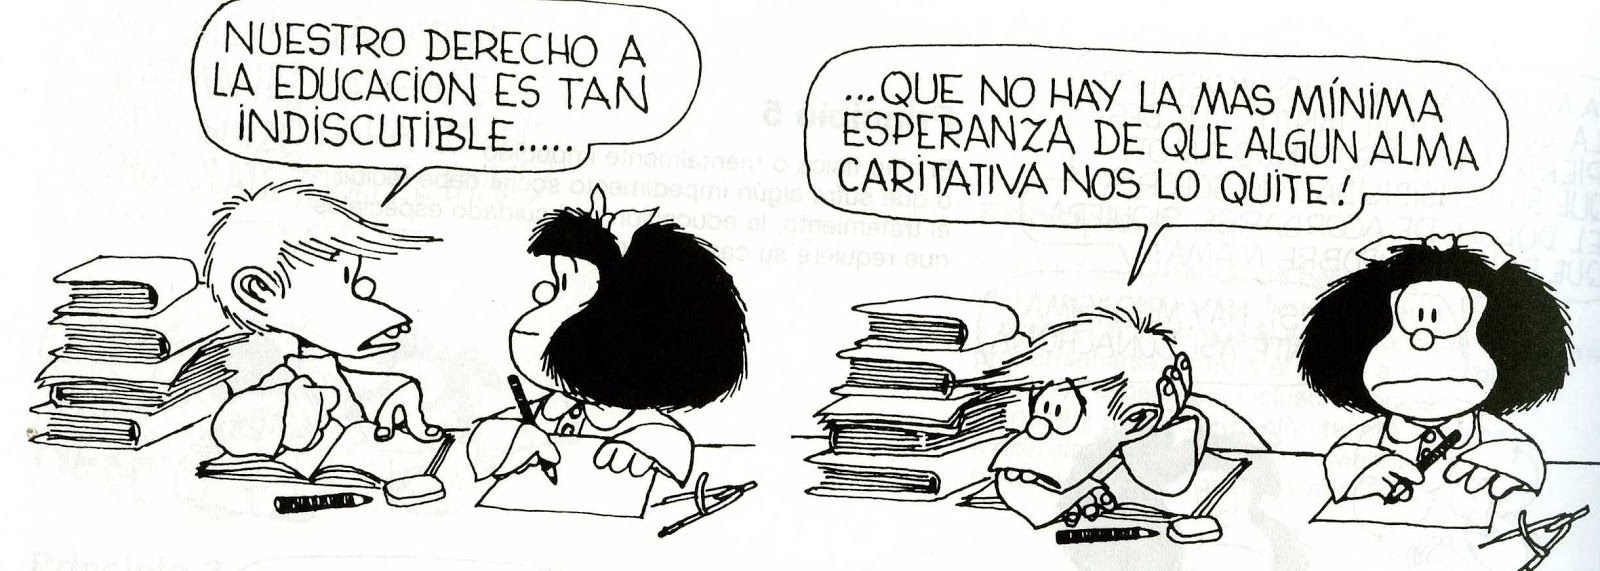 NUESTRO DERECHO A
LA EDUCACION ES TAN
INDISCUTIBLE......
...QUE NO HAY LA MAS MÍNIMA
ESPERANZA DE QUE ALGUN ALMA
CARITATIVA NOS LO QUITE!